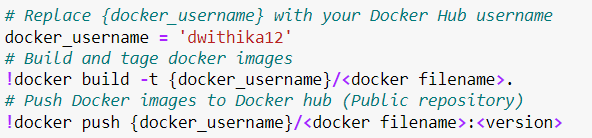 # Replace {docker_username} with your Docker Hub username
docker_username = 'dwithika12'
# Build and tage docker images
!docker build -t {docker_username}/<docker filename>.
# Push Docker images to Docker hub (Public repository)
!docker push {docker_username}/<docker filename>:<version>